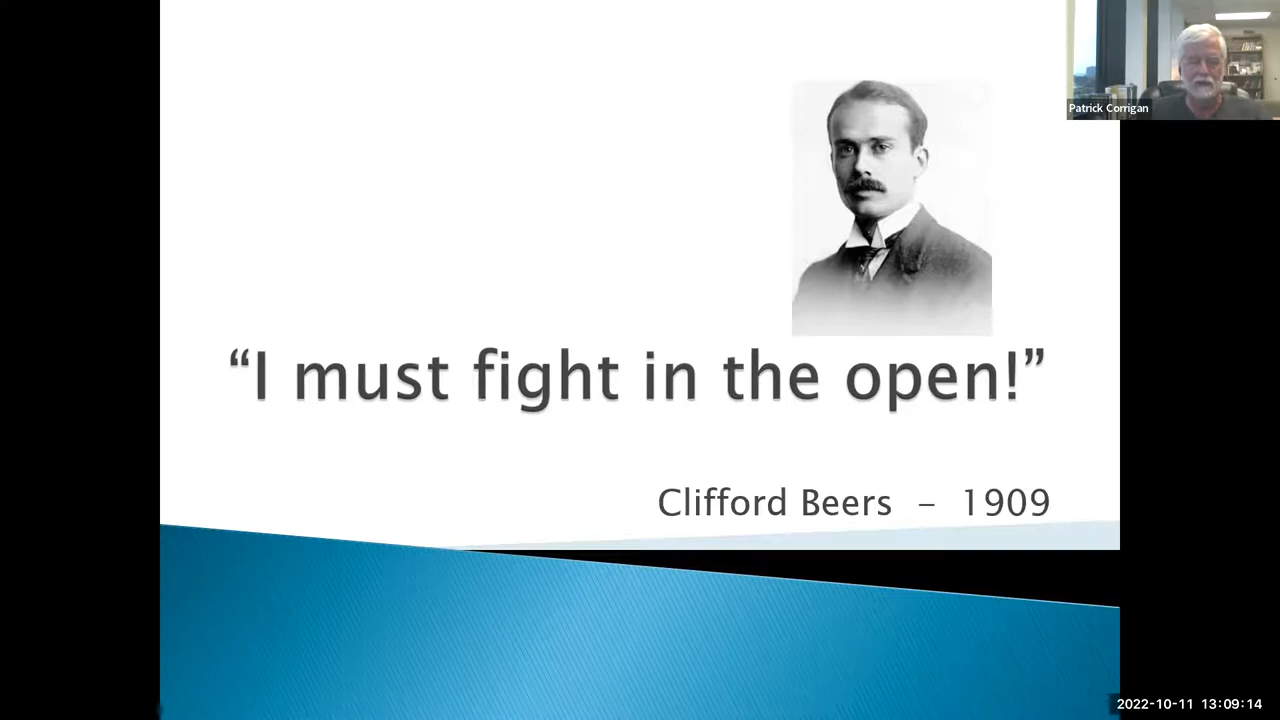 Patrick Corrigan
“I must fight in the open!”
Clifford Beers – 1909
2022-10-11 13:09:14